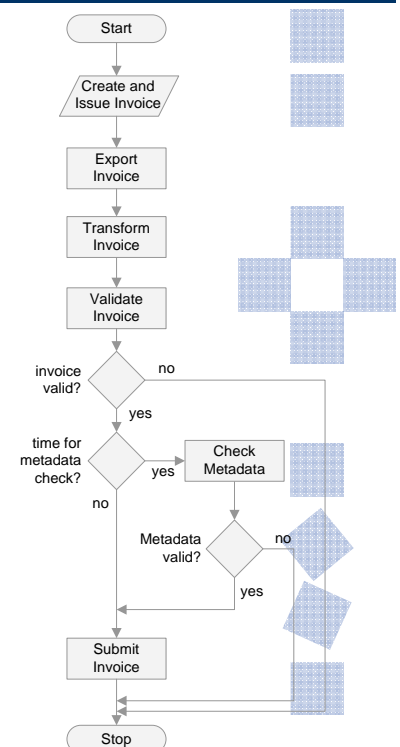 Start
Create and
Issue Invoice
Export
Invoice
Transform
Invoice
Validate
Invoice
invoice
valid?
no
yes
time for
metadata
check?
yes
no
Check
Metadata
Metadata
valid?
no
yes
Submit
Invoice
Stop